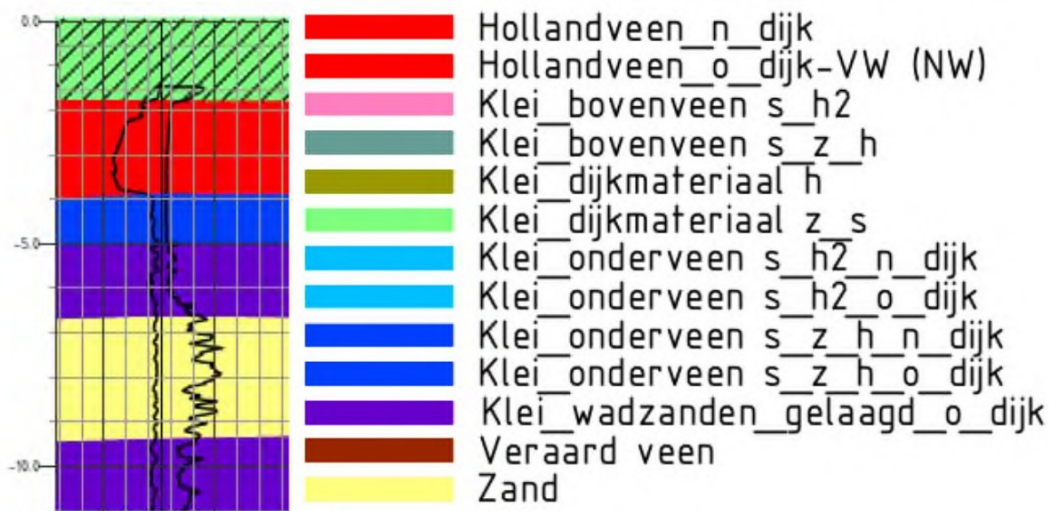 0.0
-5.0
-10.0
Hollandveen_n_dijk
Hollandveen_o_dijk-VW (NW)
Klei_bovenveen s_h2
Klei_bovenveen s_z_h
Klei_dijkmateriaal h
Klei_dijkmateriaal z_s
Klei_onderveen s_h2_n_dijk
Klei_onderveen s_h2_o_dijk
Klei_onderveen s_z_h_n_dijk
Klei_onderveen s_z_h_o_dijk
Klei_wadzanden_gelaagd_o_dijk
Veraard veen
Zand